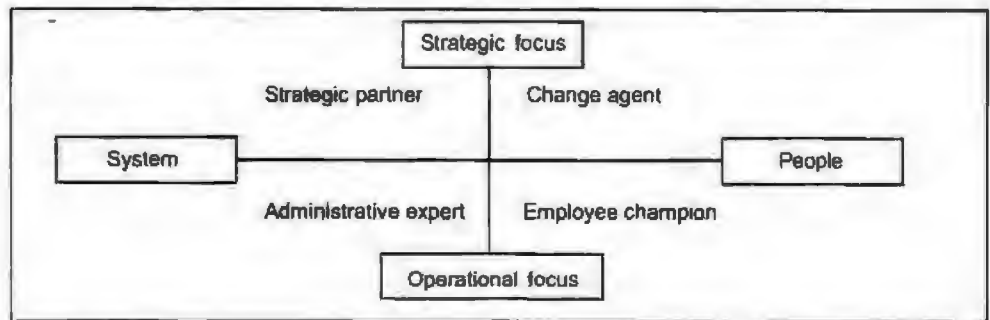 Strategic focus
Strategic partner
Change agent
System
People
Administrative expert
Employee champion
Operational focus